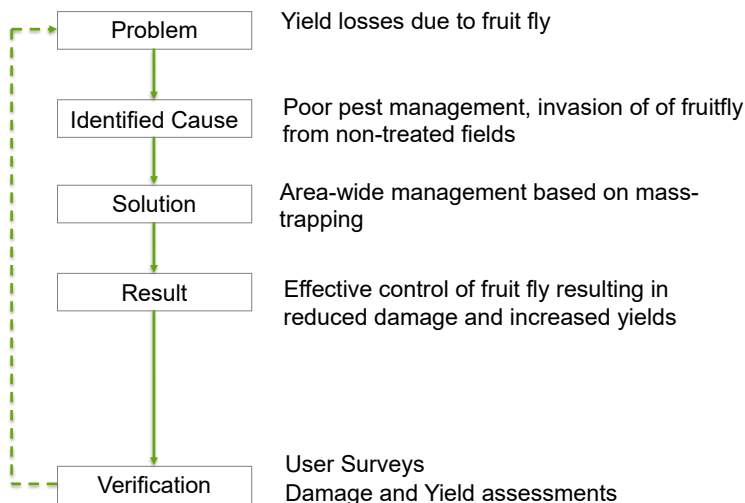 Problem
Yield losses due to fruit fly
Identified Cause
Poor pest management, invasion of of fruitfly
from non-treated fields
Solution
Area-wide management based on mass-
trapping
Result
Effective control of fruit fly resulting in
reduced damage and increased yields
Verification
User Surveys
Damage and Yield assessments